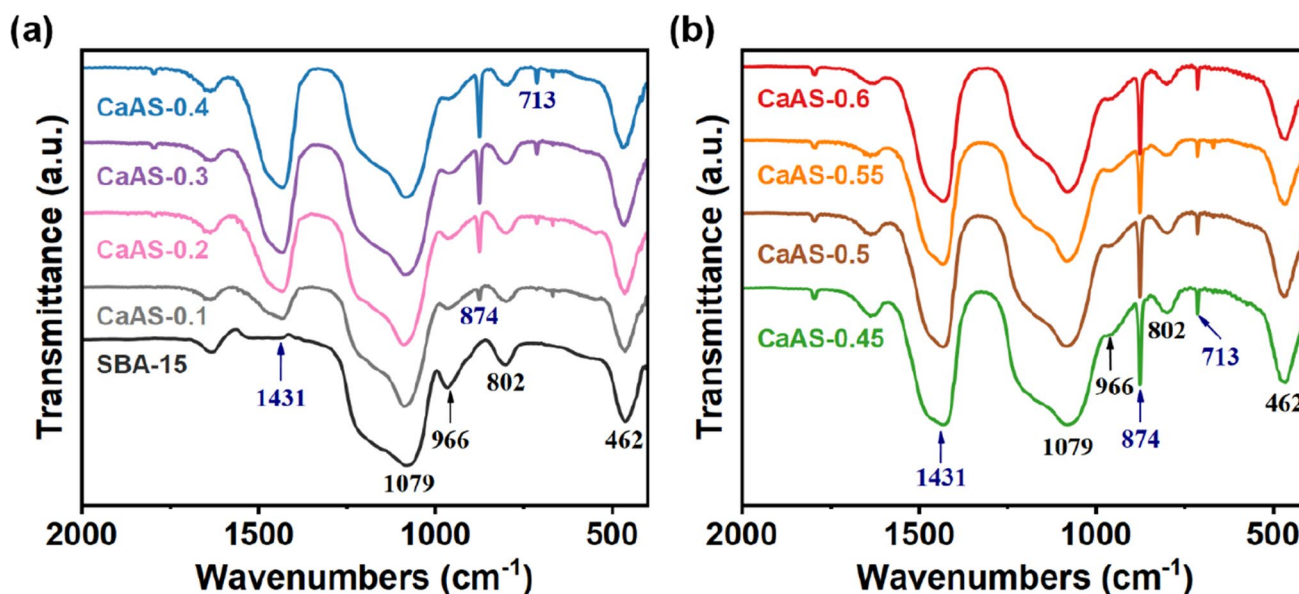 (a)
Transmittance (a.u.)
CaAS-0.4
713
CaAS-0.3
CaAS-0.2
CaAS-0.1
874
SBA-15
1431
802
966
462
1079
2000 1500 1000 500
Wavenumbers (cm⁻¹)
(b)
Transmittance (a.u.)
CaAS-0.6
CaAS-0.55
CaAS-0.5
CaAS-0.45
802
713
966
462
1431
1079
874
2000 1500 1000 500
Wavenumbers (cm⁻¹)